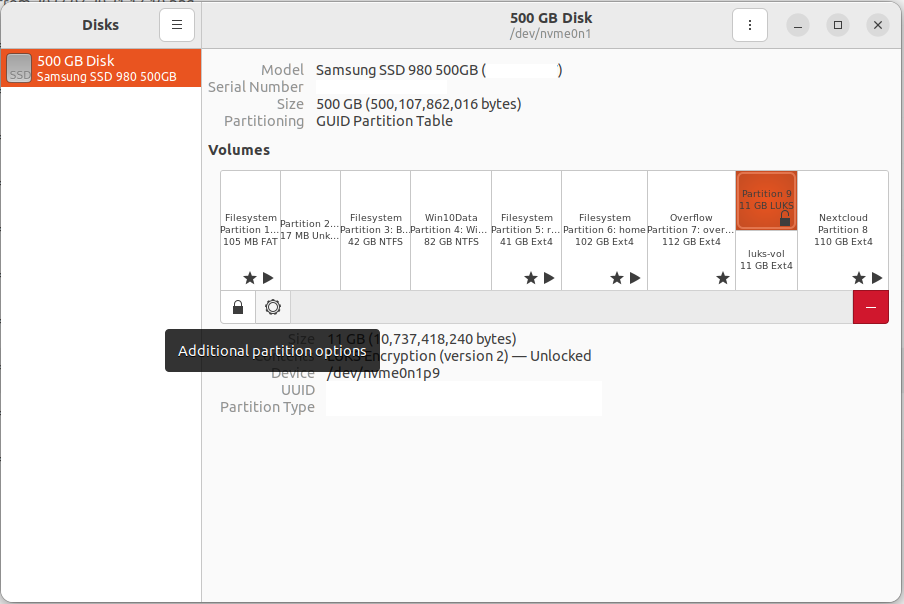 Disks
500 GB Disk
/dev/nvme0n1
500 GB Disk
Samsung SSD 980 500GB
SSD
Model Samsung SSD 980 500GB ( )
Serial Number
Size 500 GB (500,107,862,016 bytes)
Partitioning GUID Partition Table
Volumes
Filesystem
Partition 1...
105 MB FAT
Partition 2...
17 MB Unk...
Filesystem
Partition 3: B...
42 GB NTFS
Win10Data
Partition 4: Wi...
82 GB NTFS
Filesystem
Partition 5: r...
41 GB Ext4
Filesystem
Partition 6: home
102 GB Ext4
Overflow
Partition 7: over...
112 GB Ext4
Partition 9
11 GB LUKS
luks-vol
11 GB Ext4
Nextcloud
Partition 8
110 GB Ext4
Size 11 GB (10,737,418,240 bytes)
Additional partition options
Contents LUKS Encryption (version 2) — Unlocked
Device /dev/nvme0n1p9
UUID
Partition Type